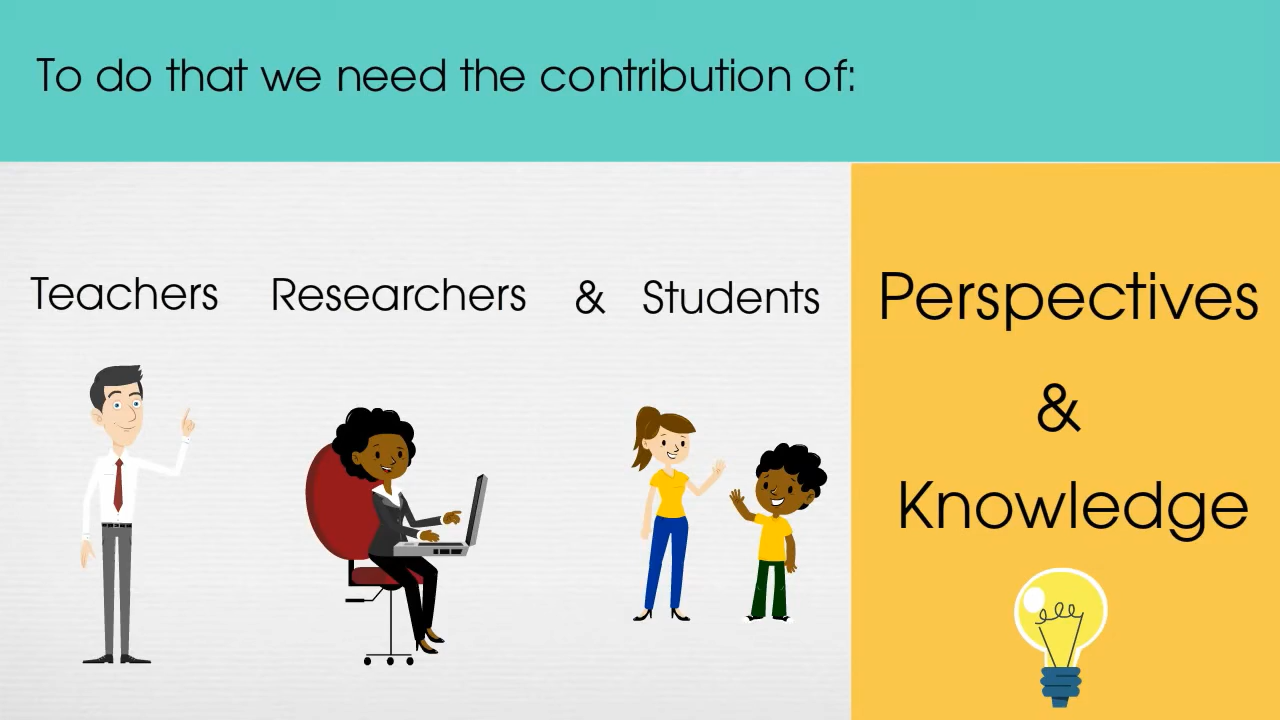 To do that we need the contribution of:
Teachers Researchers & Students
Perspectives
&
Knowledge